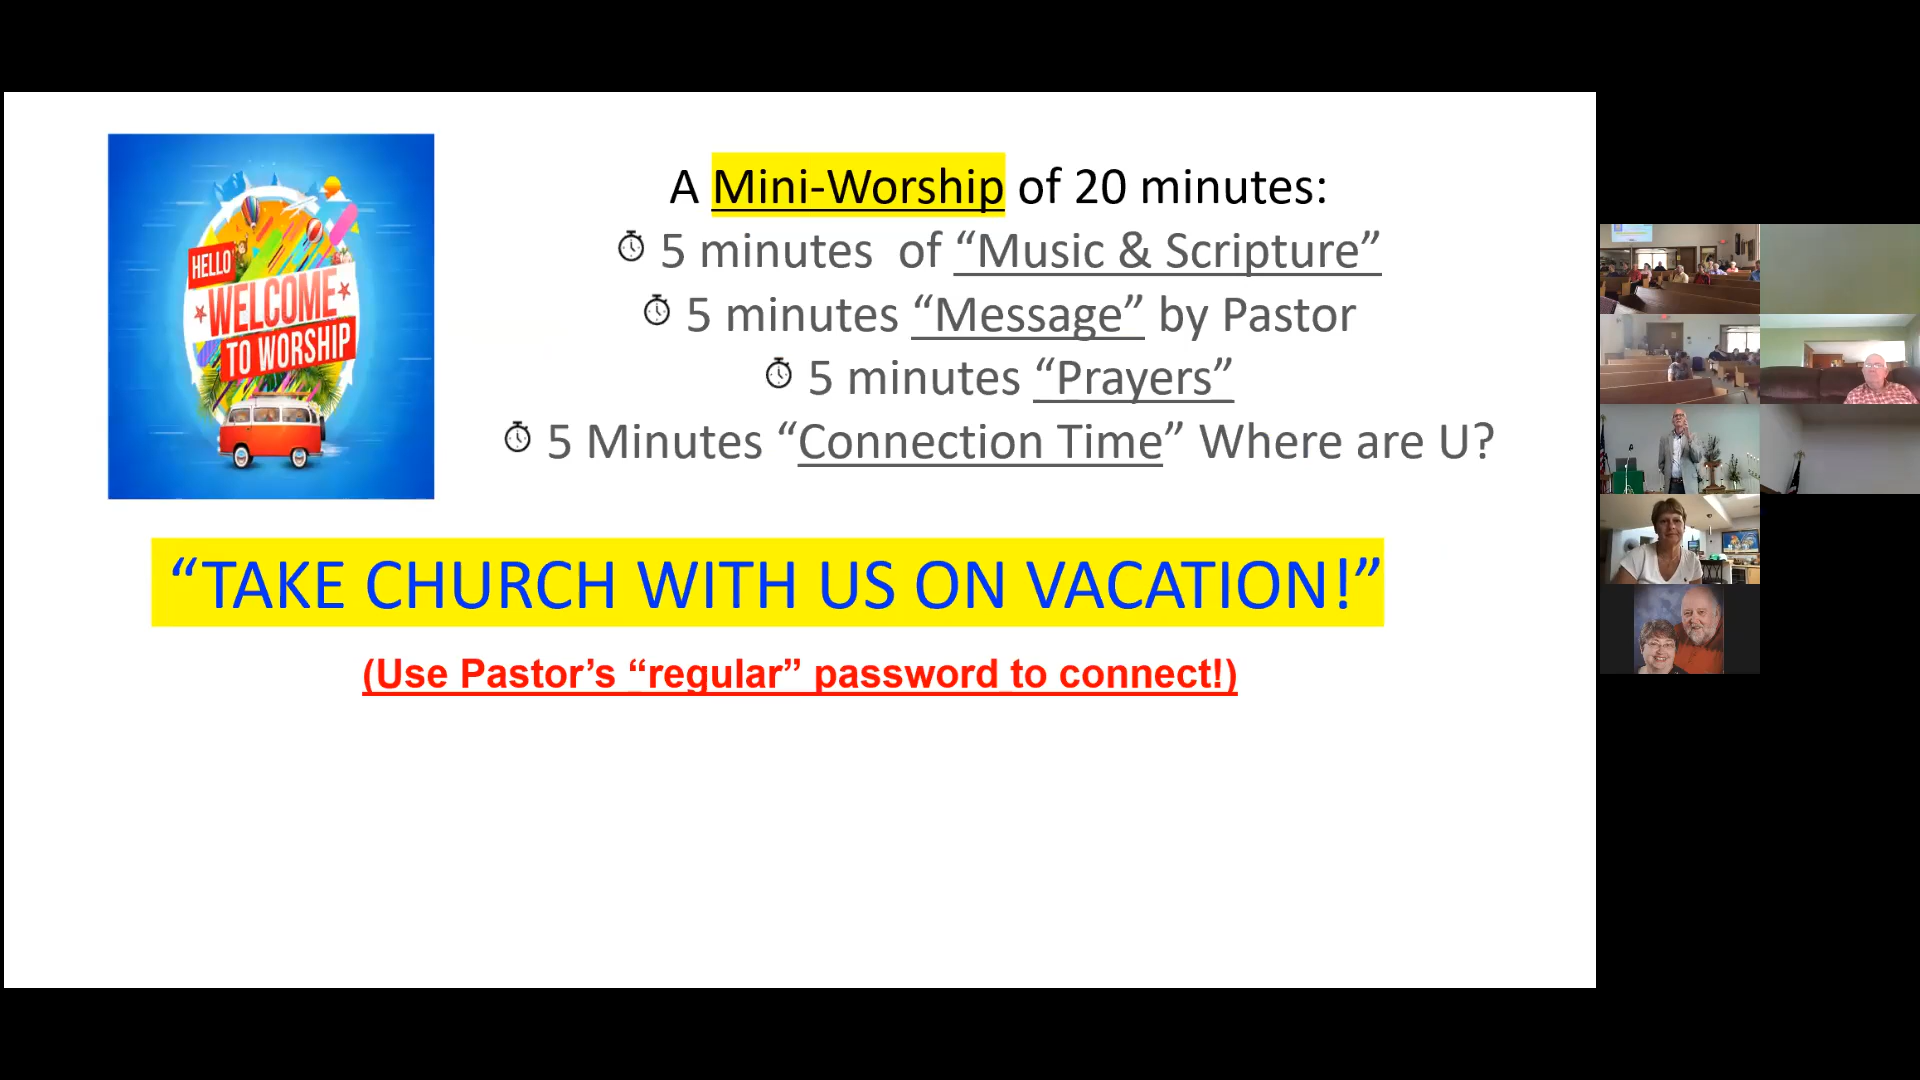 HELLO
WELCOME
TO WORSHIP
A Mini-Worship of 20 minutes:
5 minutes  of “Music & Scripture”
5 minutes “Message” by Pastor
5 minutes “Prayers”
5 Minutes “Connection Time” Where are U?
“TAKE CHURCH WITH US ON VACATION!”
(Use Pastor’s “regular” password to connect!)